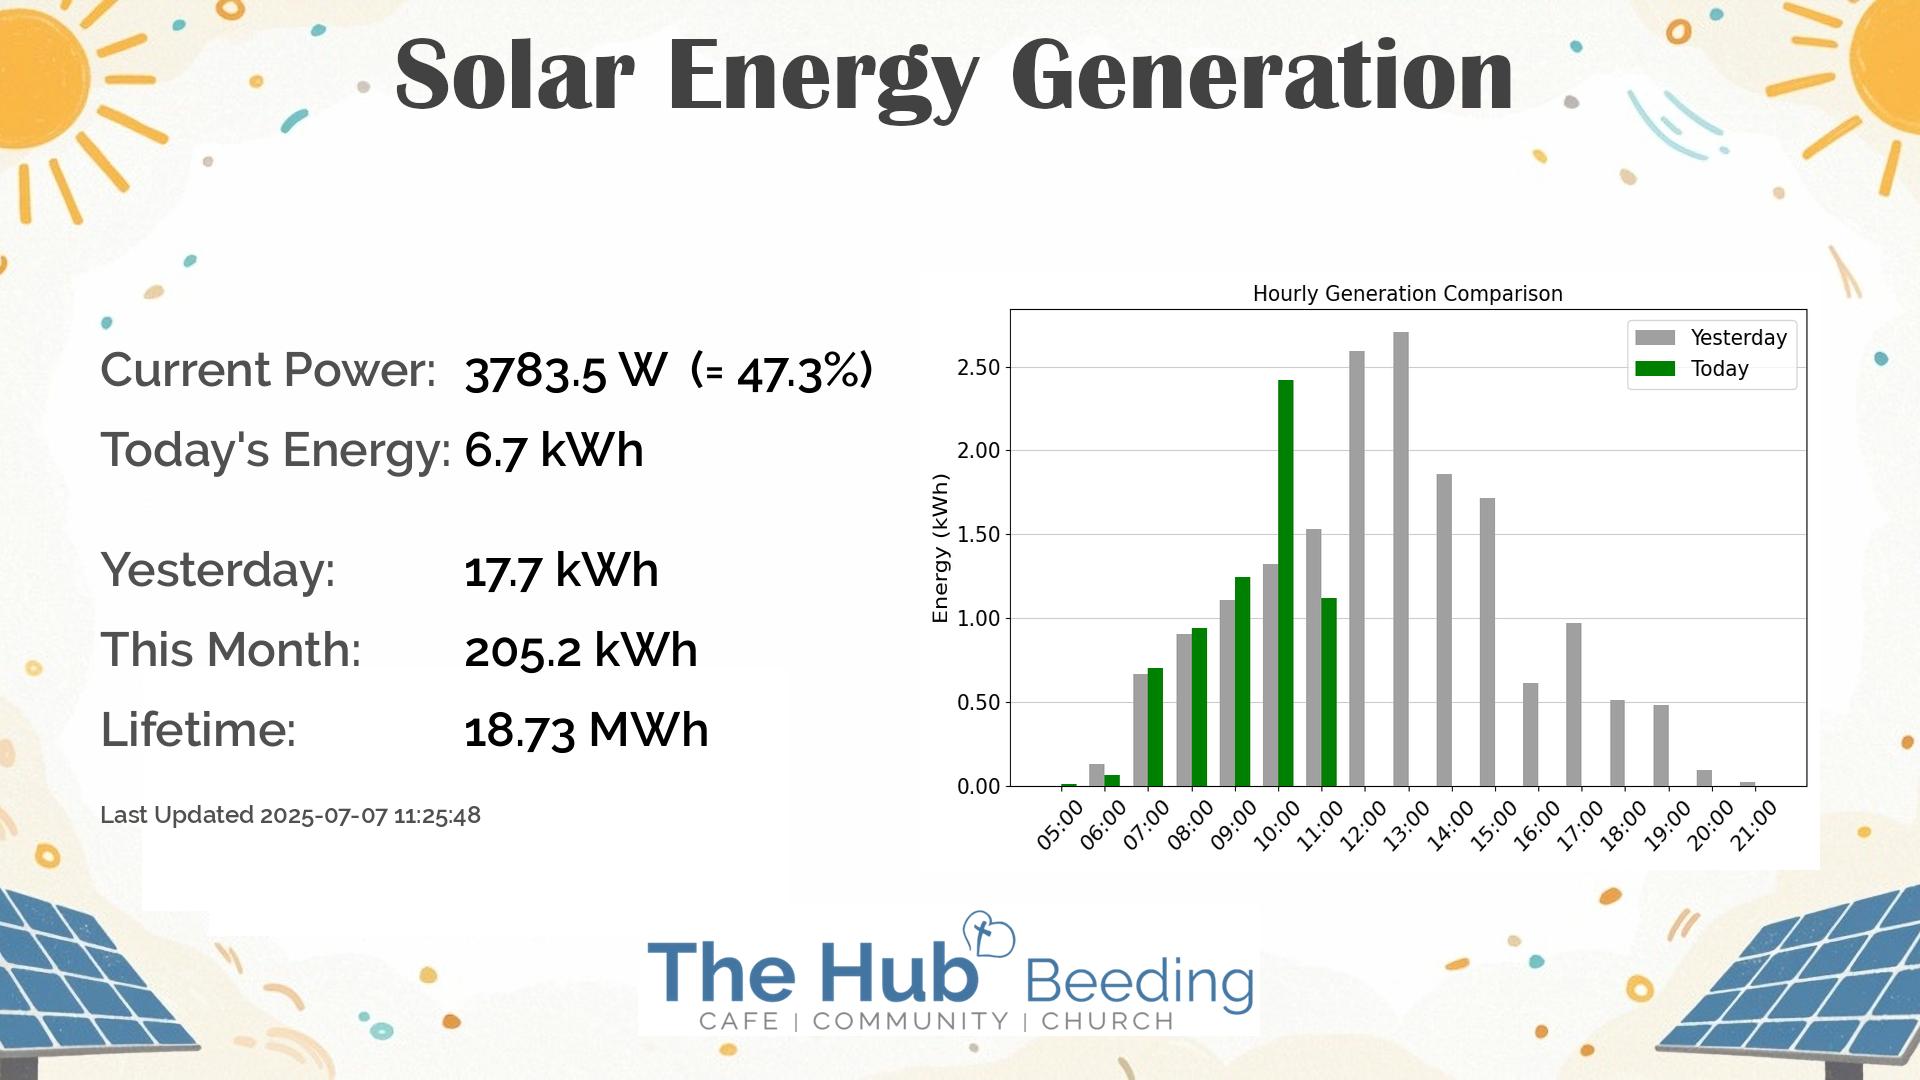 Solar Energy Generation
Current Power: 3783.5 W (= 47.3%)
Today's Energy: 6.7 kWh
Yesterday: 17.7 kWh
This Month: 205.2 kWh
Lifetime: 18.73 MWh
Last Updated 2025-07-07 11:25:48
Hourly Generation Comparison
Yesterday
Today
Energy (kWh)
2.50
2.00
1.50
1.00
0.50
0.00
05:00 06:00 07:00 08:00 09:00 10:00 11:00 12:00 13:00 14:00 15:00 16:00 17:00 18:00 19:00 20:00 21:00
The Hub Beeding
CAFE | COMMUNITY | CHURCH